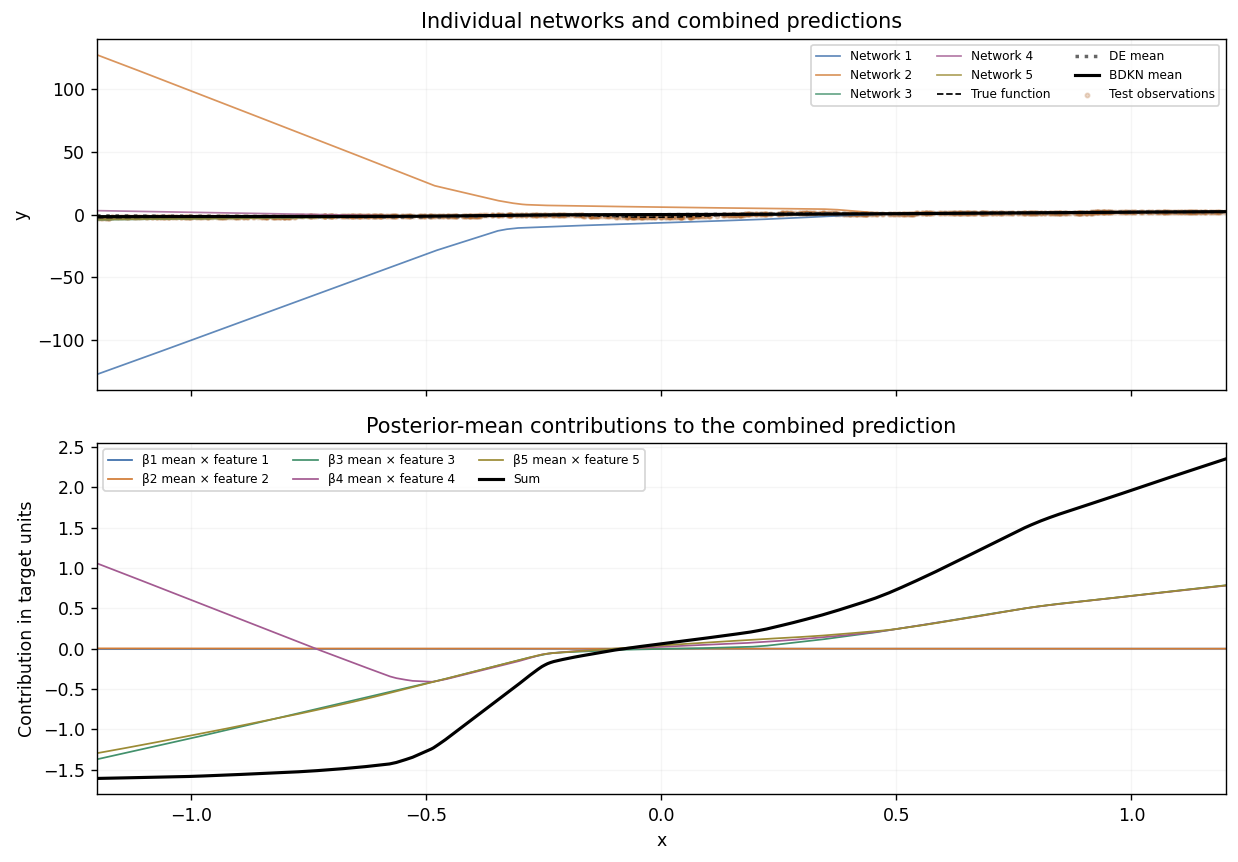 Individual networks and combined predictions
Network 1
Network 2
Network 3
Network 4
Network 5
True function
DE mean
BDKN mean
Test observations
100
50
0
−50
−100
y
Posterior-mean contributions to the combined prediction
β1 mean × feature 1
β2 mean × feature 2
β3 mean × feature 3
β4 mean × feature 4
β5 mean × feature 5
Sum
2.5
2.0
1.5
1.0
0.5
0.0
−0.5
−1.0
−1.5
Contribution in target units
−1.0
−0.5
0.0
0.5
1.0
x